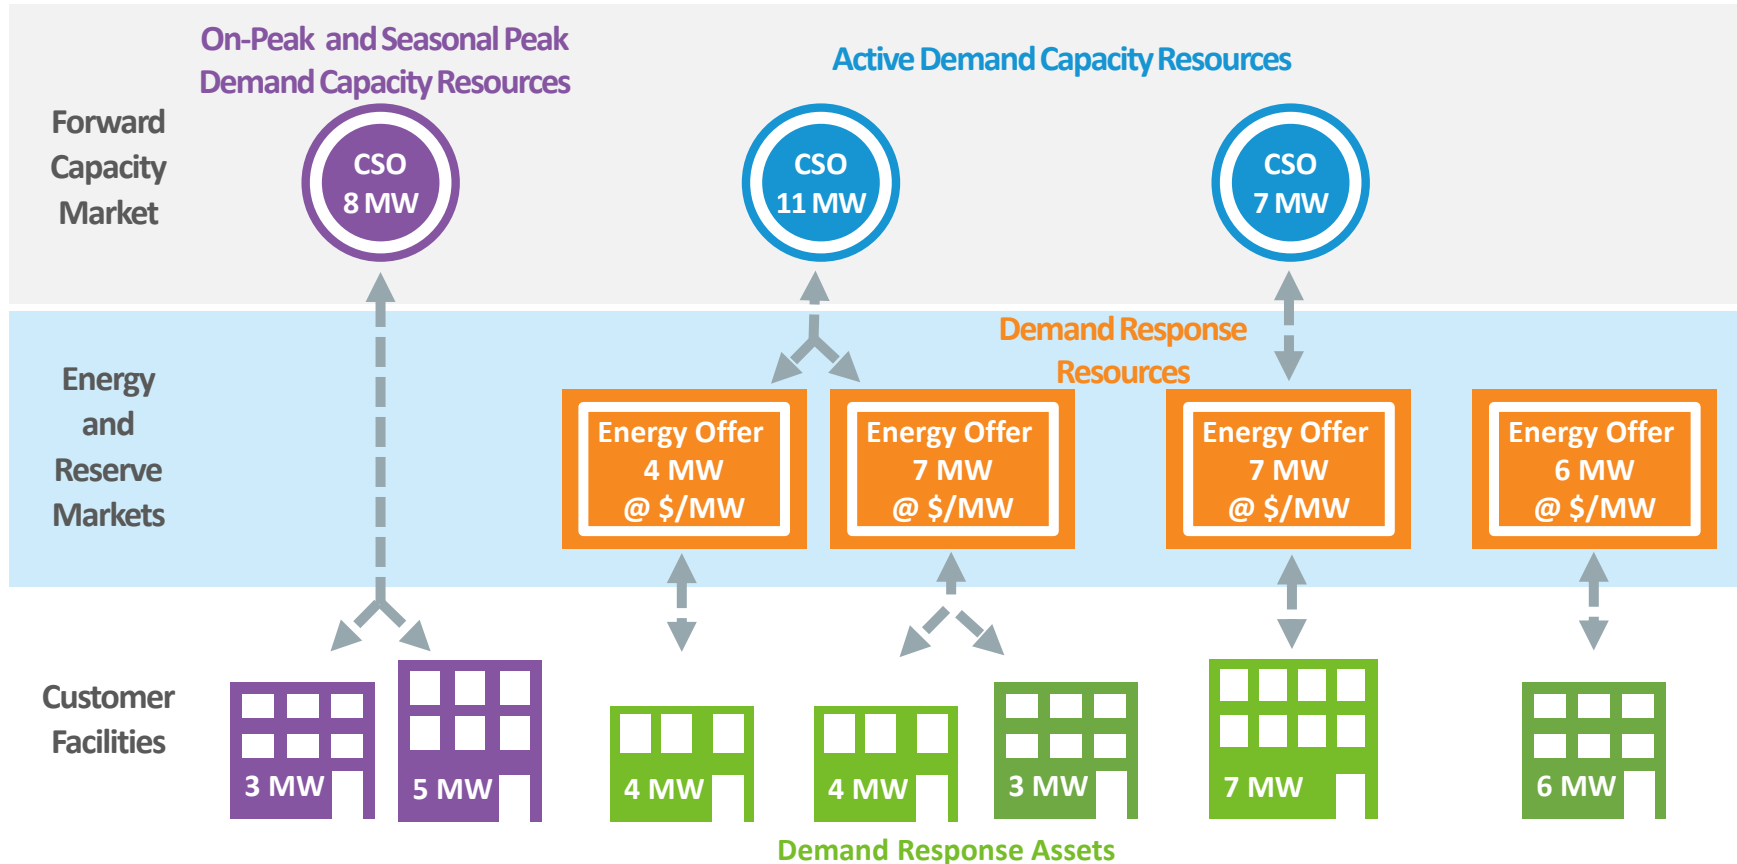 On-Peak and Seasonal Peak
Demand Capacity Resources
Active Demand Capacity Resources
Forward
Capacity
Market
CSO
8 MW
CSO
11 MW
CSO
7 MW
Demand Response
Resources
Energy
and
Reserve
Markets
Energy Offer
4 MW
@ $/MW
Energy Offer
7 MW
@ $/MW
Energy Offer
7 MW
@ $/MW
Energy Offer
6 MW
@ $/MW
Customer
Facilities
3 MW
5 MW
4 MW
4 MW
3 MW
7 MW
6 MW
Demand Response Assets